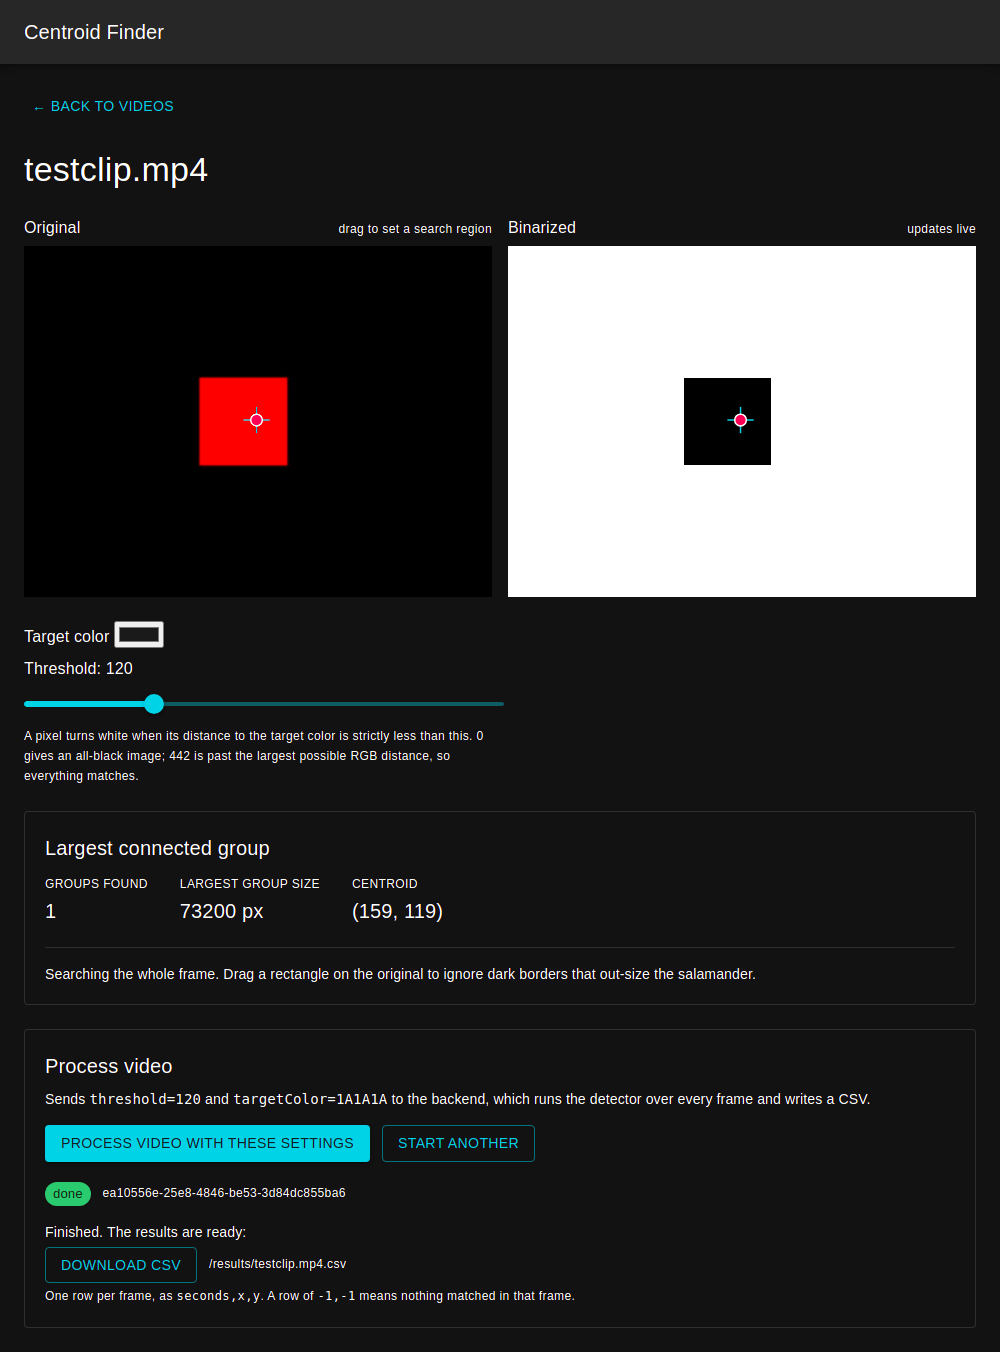 Centroid Finder
← BACK TO VIDEOS
testclip.mp4
Original
drag to set a search region
Binarized
updates live
Target color
Threshold: 120
A pixel turns white when its distance to the target color is strictly less than this. 0
gives an all-black image; 442 is past the largest possible RGB distance, so
everything matches.
Largest connected group
GROUPS FOUND
1
LARGEST GROUP SIZE
73200 px
CENTROID
(159, 119)
Searching the whole frame. Drag a rectangle on the original to ignore dark borders that out-size the salamander.
Process video
Sends threshold=120 and targetColor=1A1A1A to the backend, which runs the detector over every frame and writes a CSV.
PROCESS VIDEO WITH THESE SETTINGS
START ANOTHER
done
ea10556e-25e8-4846-be53-3d84dc855ba6
Finished. The results are ready:
DOWNLOAD CSV
/results/testclip.mp4.csv
One row per frame, as seconds,x,y. A row of -1,-1 means nothing matched in that frame.